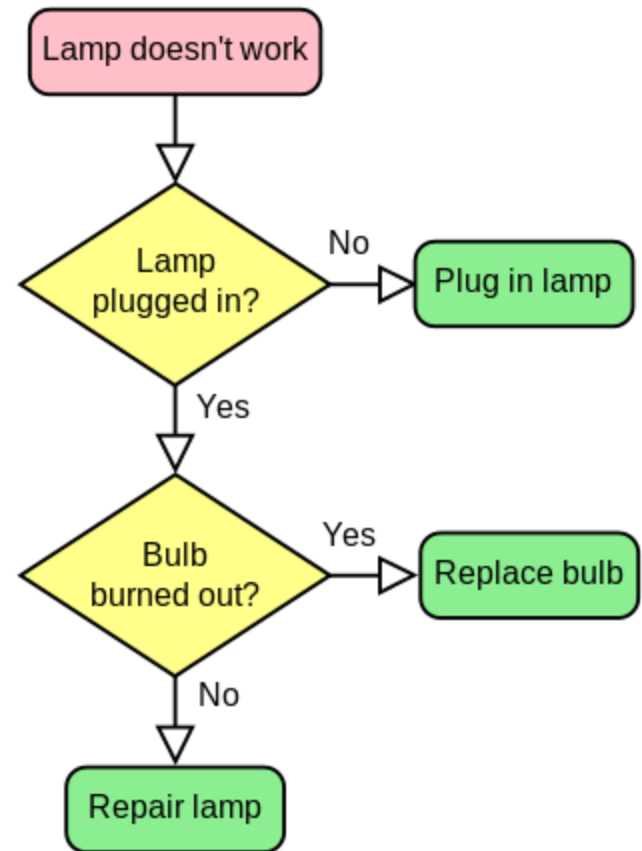 Lamp doesn't work
Lamp
plugged in?
No
Plug in lamp
Yes
Bulb
burned out?
Yes
Replace bulb
No
Repair lamp